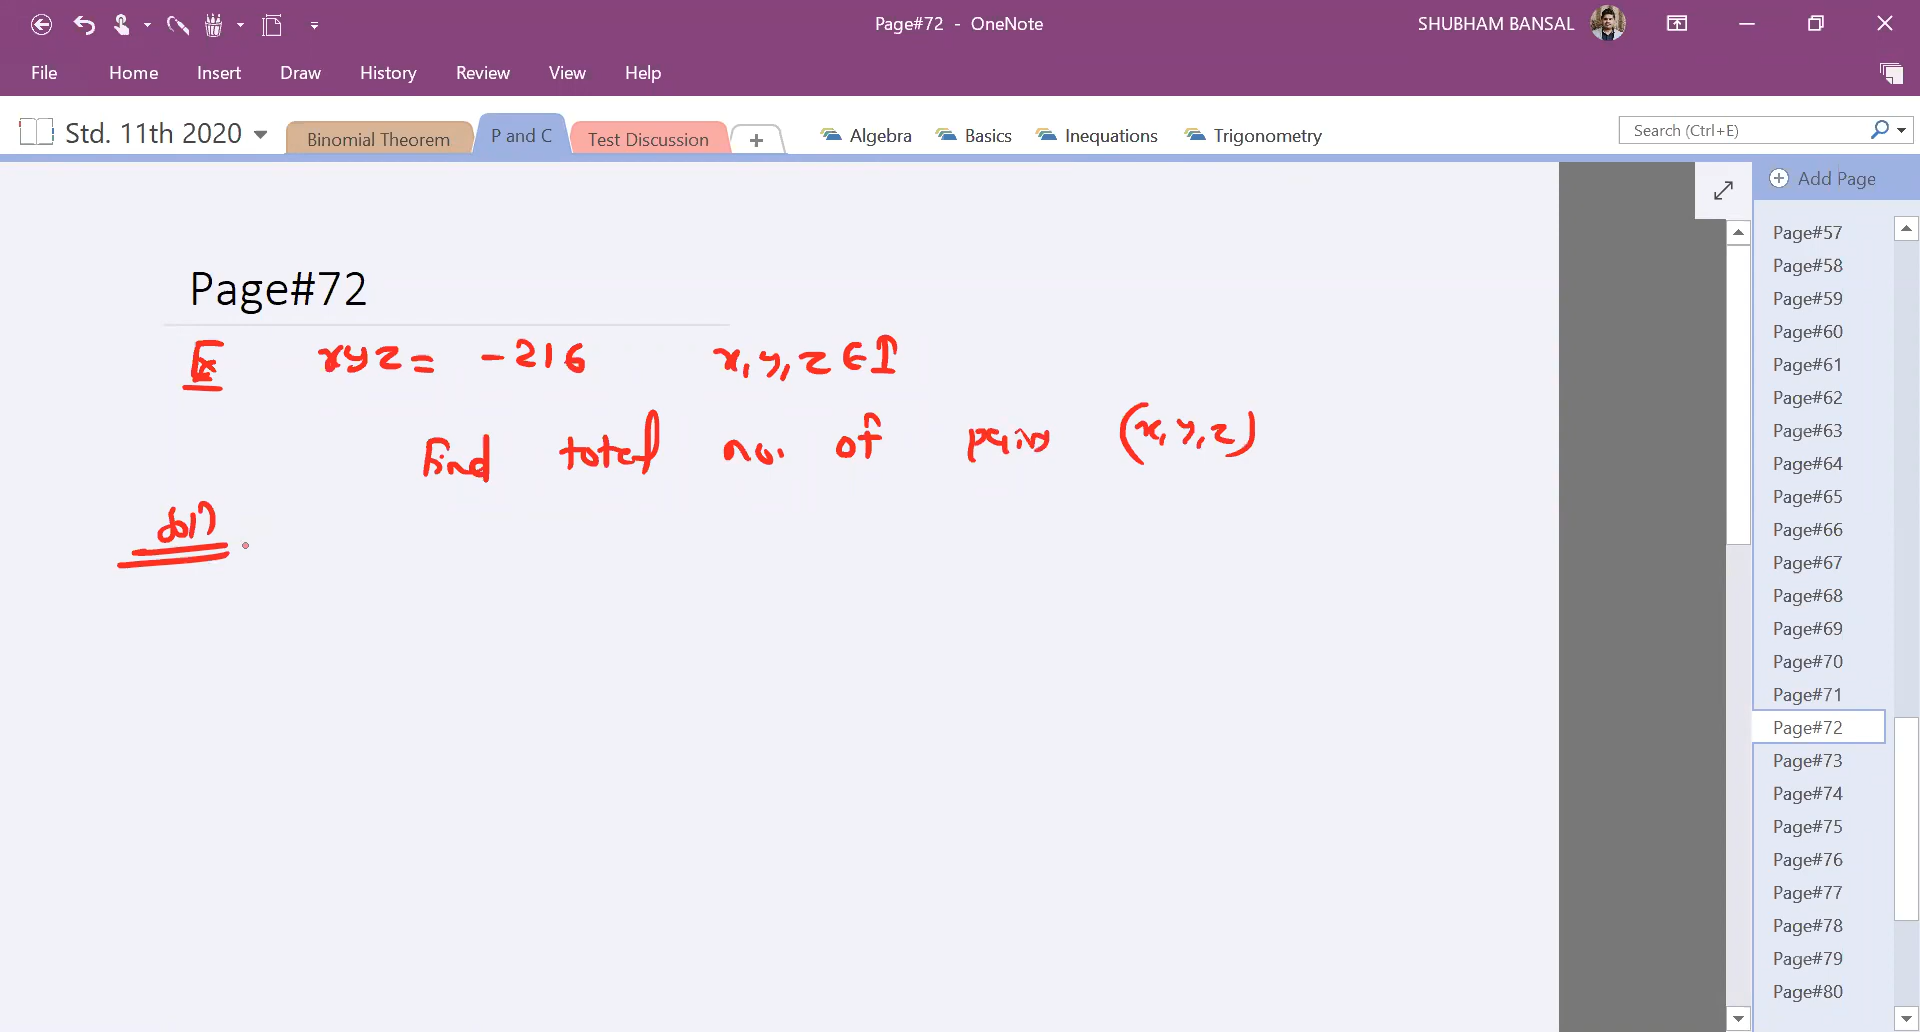 Page#72 - OneNote
SHUBHAM BANSAL
File Home Insert Draw History Review View Help
Std. 11th 2020
Binomial Theorem
P and C
Test Discussion
+
Algebra
Basics
Inequations
Trigonometry
Search (Ctrl+E)
Add Page
Page#72
Ex xyz = -216 x, y, z ∈ I
Find total no. of pairs (x, y, z)
Sol^n
Page#57
Page#58
Page#59
Page#60
Page#61
Page#62
Page#63
Page#64
Page#65
Page#66
Page#67
Page#68
Page#69
Page#70
Page#71
Page#72
Page#73
Page#74
Page#75
Page#76
Page#77
Page#78
Page#79
Page#80